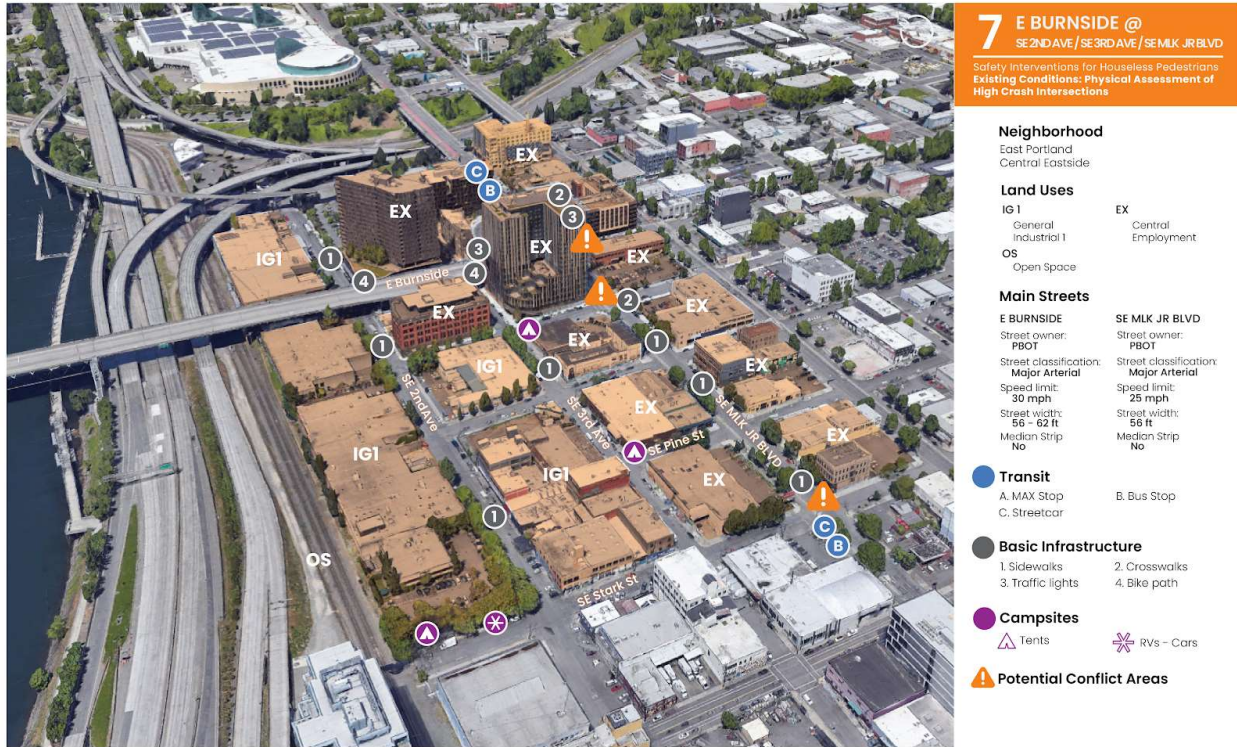 7
E BURNSIDE @
SE 2ND AVE / SE 3RD AVE / SE MLK JR BLVD
Safety Interventions for Houseless Pedestrians
Existing Conditions: Physical Assessment of
High Crash Intersections
Neighborhood
East Portland
Central Eastside
Land Uses
IG 1
General
Industrial 1
EX
Central
Employment
OS
Open Space
Main Streets
E BURNSIDE
Street owner:
PBOT
Street classification:
Major Arterial
Speed limit:
30 mph
Street width:
56 - 62 ft
Median Strip
No
SE MLK JR BLVD
Street owner:
PBOT
Street classification:
Major Arterial
Speed limit:
25 mph
Street width:
56 ft
Median Strip
No
Transit
A. MAX Stop
B. Bus Stop
C. Streetcar
Basic Infrastructure
1. Sidewalks
2. Crosswalks
3. Traffic lights
4. Bike path
Campsites
Tents
RVs - Cars
! Potential Conflict Areas
EX
C
B
2
EX
3
!
EX
3
EX
IG1
1
4
4
E Burnside
!
2
EX
EX
1
EX
1
EX
IG1
1
1
SE 2nd Ave
SE 3rd Ave
EX
SE MLK JR BLVD
SE Pine St
EX
IG1
IG1
EX
1
!
1
C
B
OS
SE Stark St